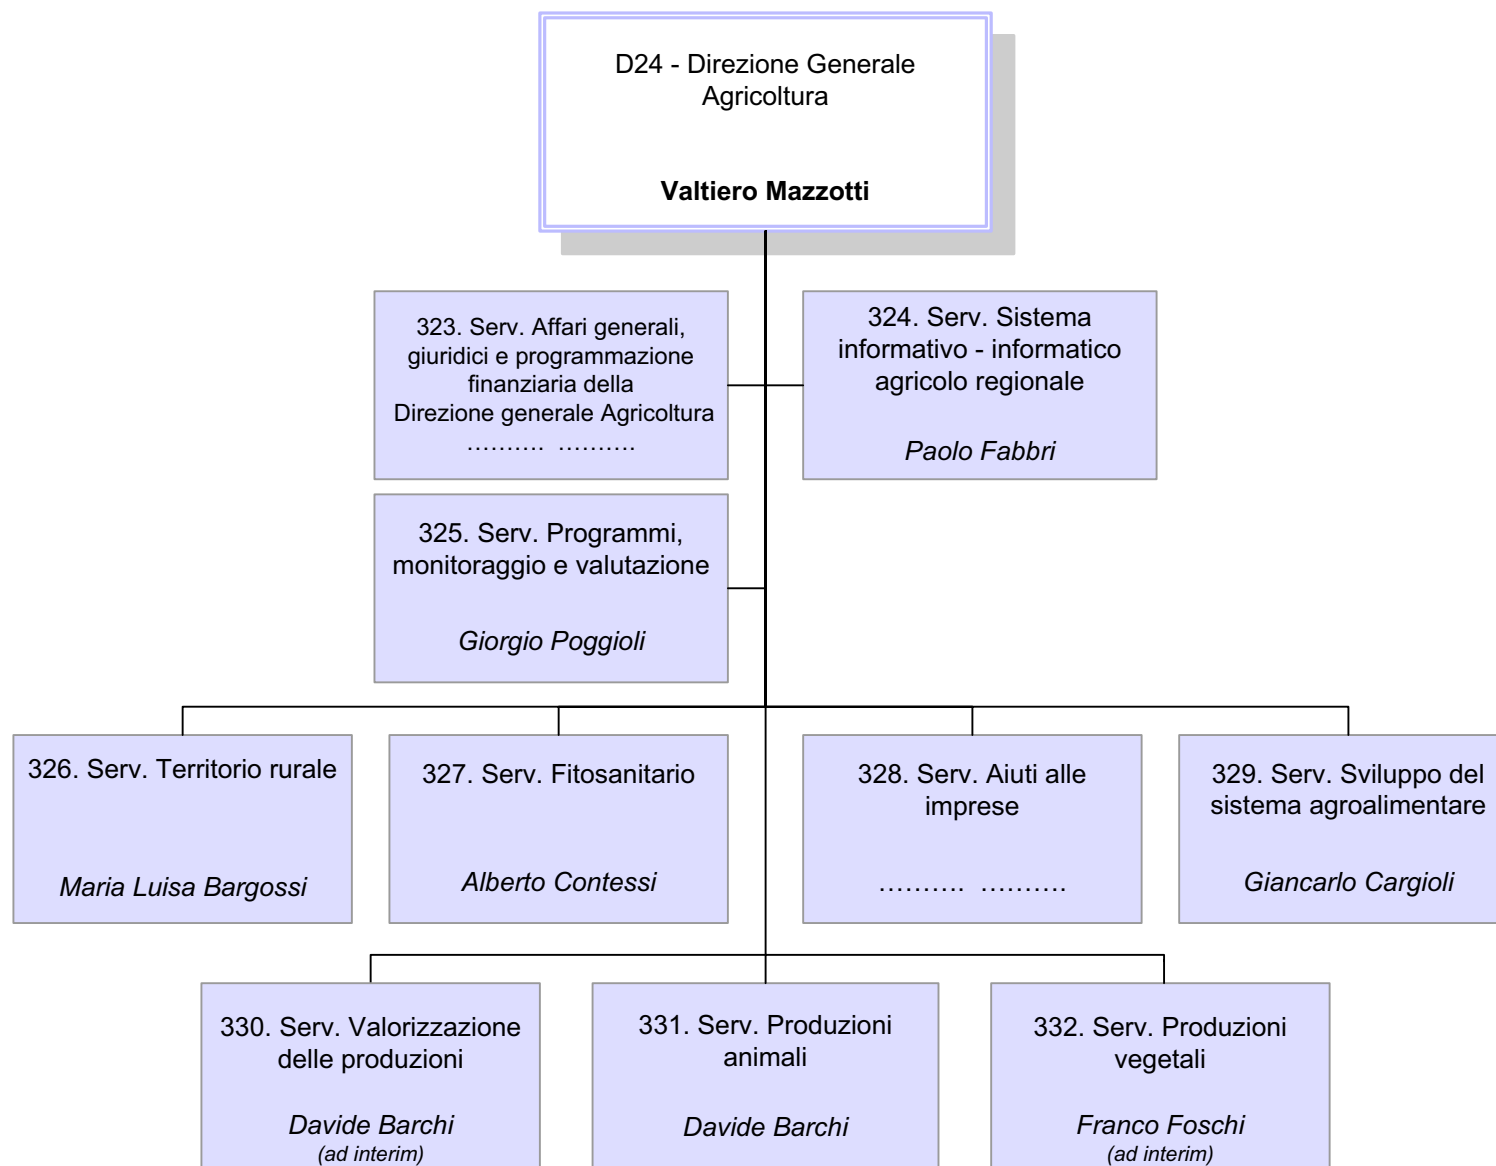 D24 - Direzione Generale
Agricoltura
Valtiero Mazzotti
323. Serv. Affari generali,
giuridici e programmazione
finanziaria della
Direzione generale Agricoltura
………. ……….
324. Serv. Sistema
informativo - informatico
agricolo regionale
Paolo Fabbri
325. Serv. Programmi,
monitoraggio e valutazione
Giorgio Poggioli
326. Serv. Territorio rurale
Maria Luisa Bargossi
327. Serv. Fitosanitario
Alberto Contessi
328. Serv. Aiuti alle
imprese
………. ……….
329. Serv. Sviluppo del
sistema agroalimentare
Giancarlo Cargioli
330. Serv. Valorizzazione
delle produzioni
Davide Barchi
(ad interim)
331. Serv. Produzioni
animali
Davide Barchi
332. Serv. Produzioni
vegetali
Franco Foschi
(ad interim)